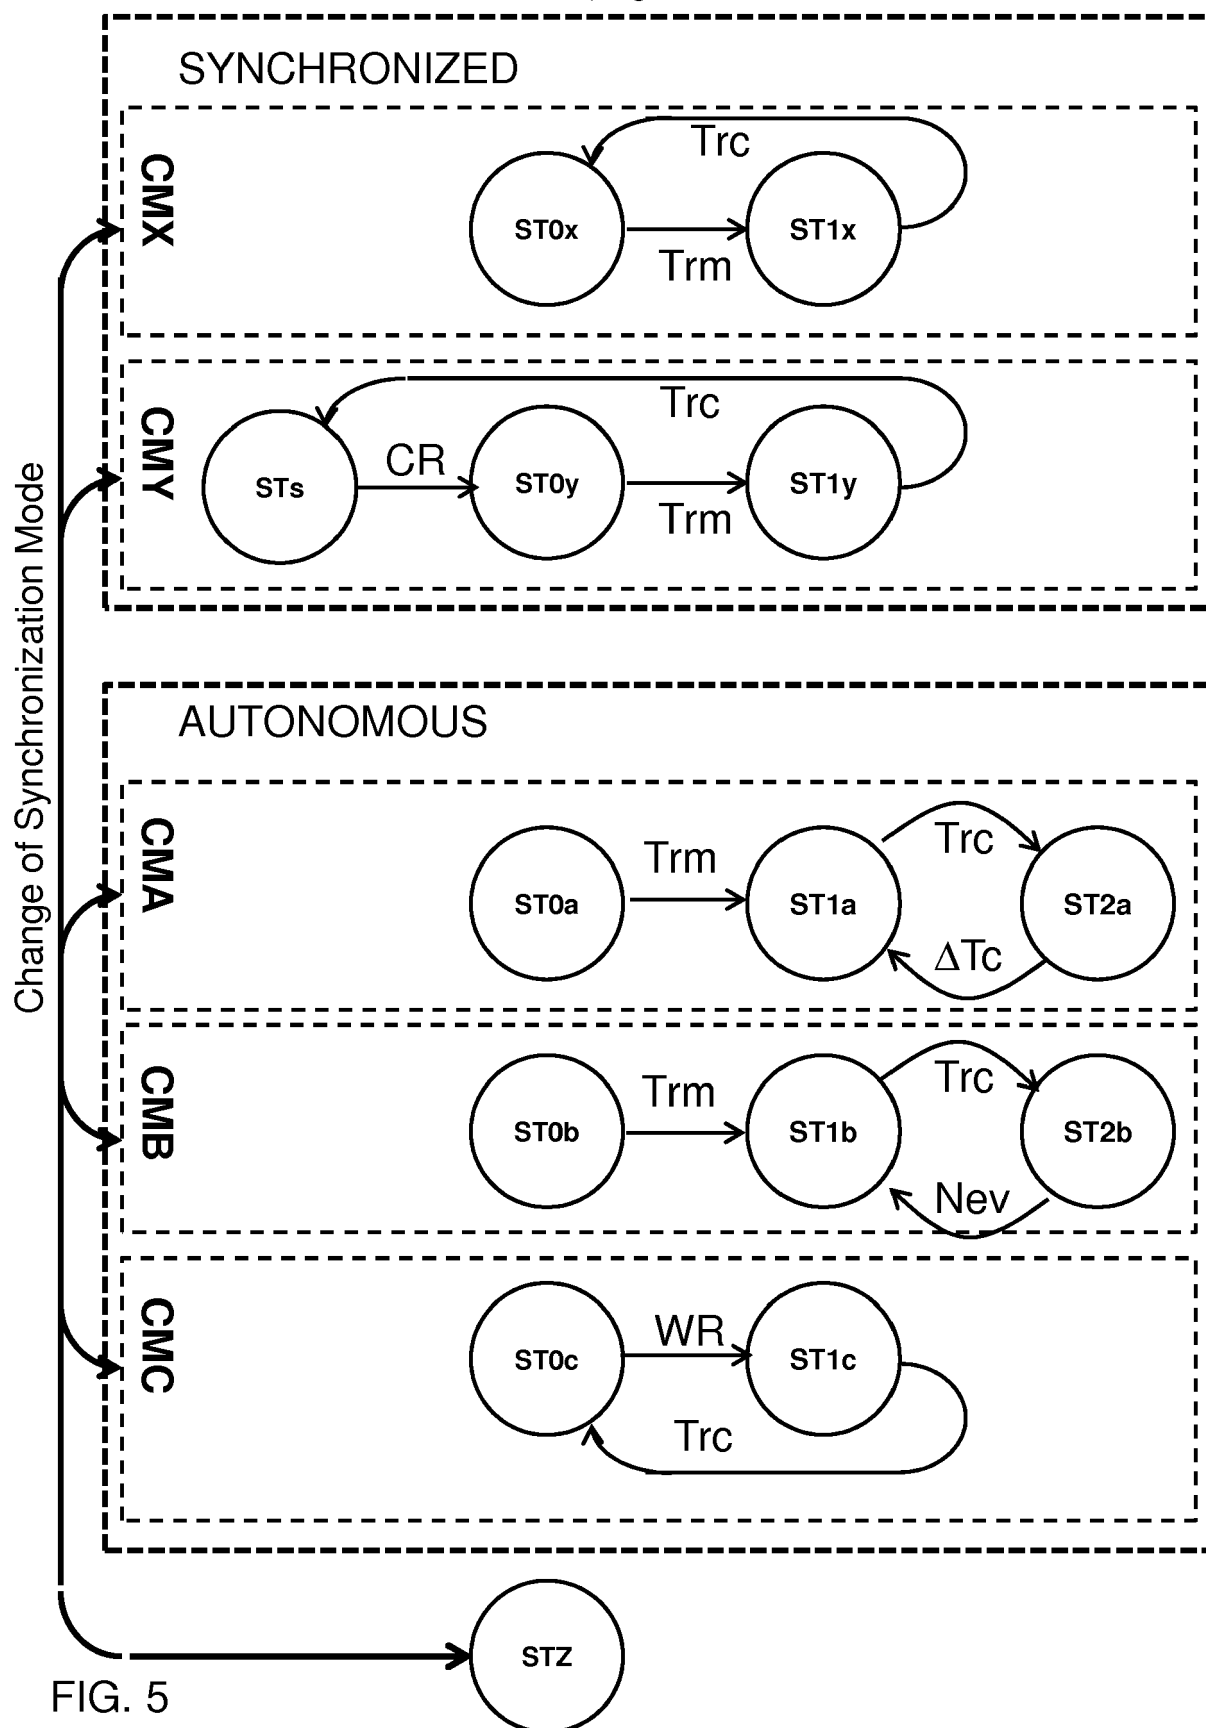 SYNCHRONIZED
CMX
Trc
ST0x
ST1x
Trm
CMY
Trc
CR
STs
ST0y
ST1y
Trm
Change of Synchronization Mode
AUTONOMOUS
CMA
Trm
Trc
ST0a
ST1a
ST2a
ΔTc
CMB
Trm
Trc
ST0b
ST1b
ST2b
Nev
CMC
WR
ST0c
ST1c
Trc
STZ
FIG. 5